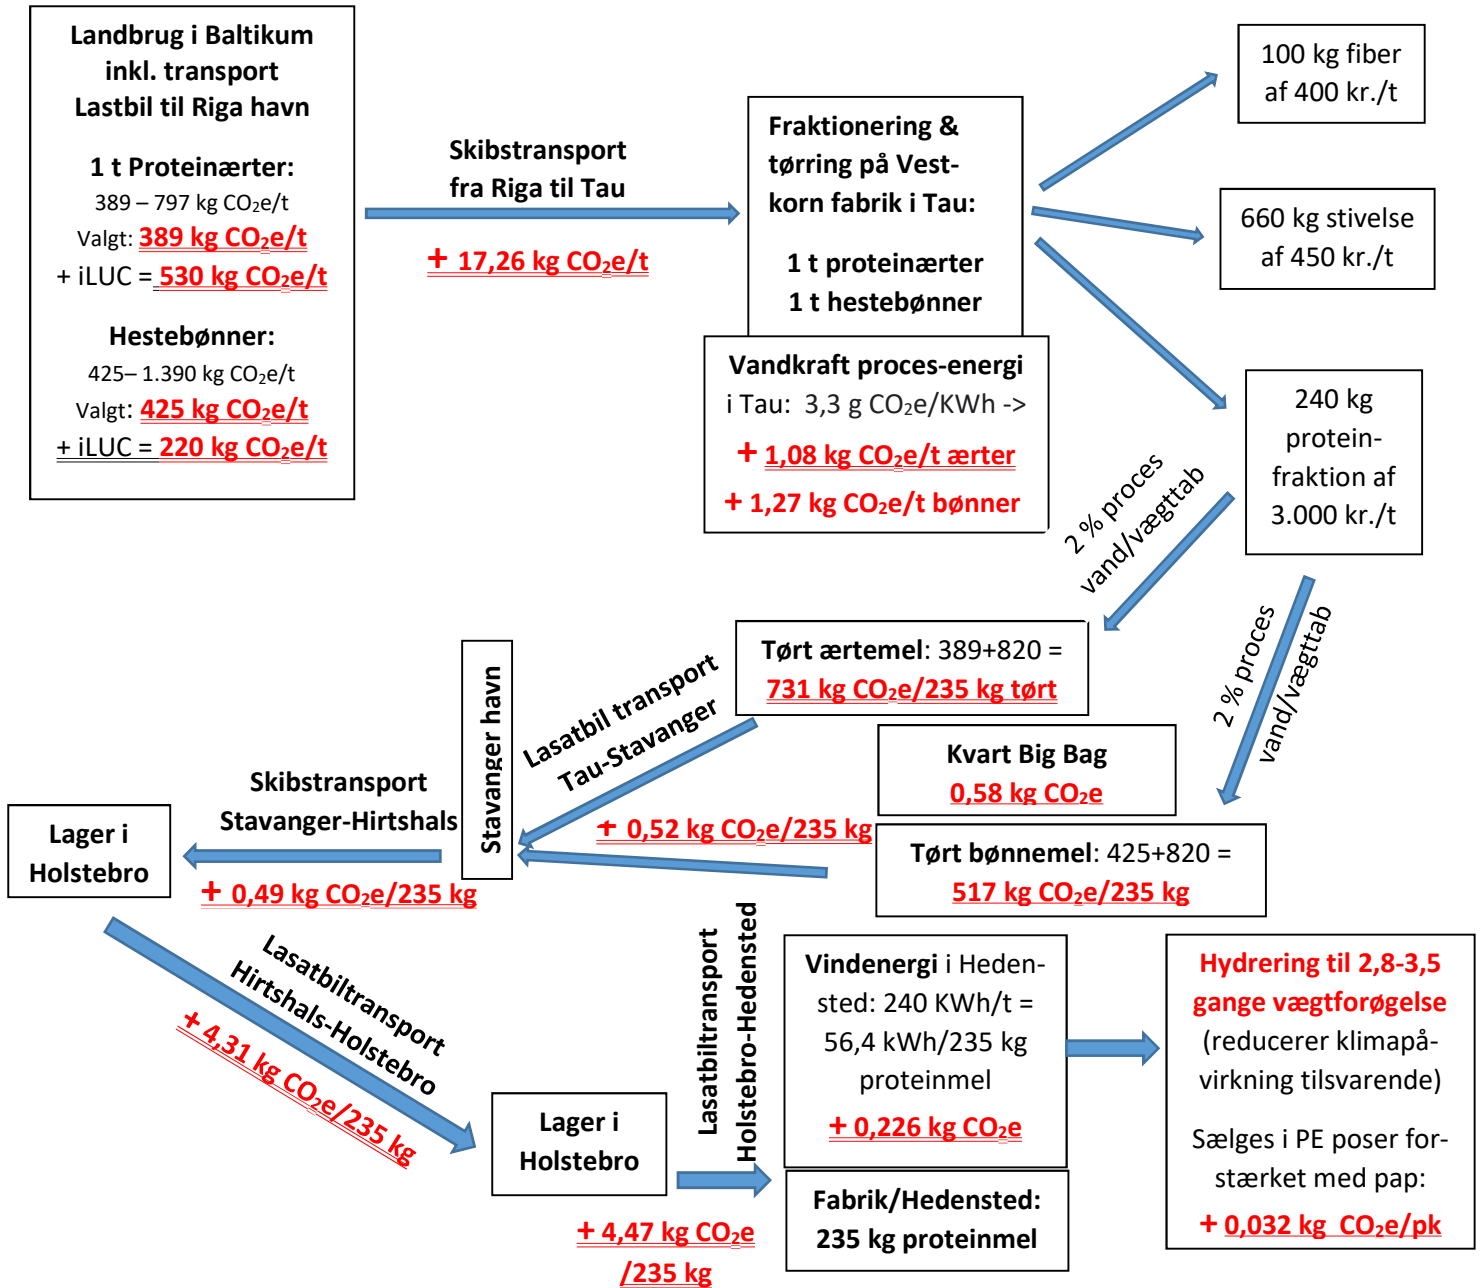 Landbrug i Baltikum
inkl. transport
Lastbil til Riga havn
1 t Proteinærter:
389 – 797 kg CO₂e/t
Valgt: 389 kg CO₂e/t
+ iLUC = 530 kg CO₂e/t
Hestebønner:
425– 1.390 kg CO₂e/t
Valgt: 425 kg CO₂e/t
+ iLUC = 220 kg CO₂e/t
Skibstransport
fra Riga til Tau
+ 17,26 kg CO₂e/t
Fraktionering &
tørring på Vest-
korn fabrik i Tau:
1 t proteinærter
1 t hestebønner
Vandkraft proces-energi
i Tau: 3,3 g CO₂e/KWh ->
+ 1,08 kg CO₂e/t ærter
+ 1,27 kg CO₂e/t bønner
100 kg fiber
af 400 kr./t
660 kg stivelse
af 450 kr./t
240 kg
protein-
fraktion af
3.000 kr./t
2 % proces
vand/vægttab
2 % proces
vand/vægttab
Tørt ærtemel: 389+820 =
731 kg CO₂e/235 kg tørt
Kvart Big Bag
0,58 kg CO₂e
Tørt bønnemel: 425+820 =
517 kg CO₂e/235 kg
Lasatbil transport
Tau-Stavanger
+ 0,52 kg CO₂e/235 kg
Stavanger havn
Skibstransport
Stavanger-Hirtshals
+ 0,49 kg CO₂e/235 kg
Lager i
Holstebro
Lasatbiltransport
Hirtshals-Holstebro
+ 4,31 kg CO₂e/235 kg
Lager i
Holstebro
Lasatbiltransport
Holstebro-Hedensted
+ 4,47 kg CO₂e
/235 kg
Vindenergi i Heden-
sted: 240 KWh/t =
56,4 kWh/235 kg
proteinmel
+ 0,226 kg CO₂e
Fabrik/Hedensted:
235 kg proteinmel
Hydrering til 2,8-3,5
gange vægtforøgelse
(reducerer klimapå-
virkning tilsvarende)
Sælges i PE poser for-
stærket med pap:
+ 0,032 kg CO₂e/pk